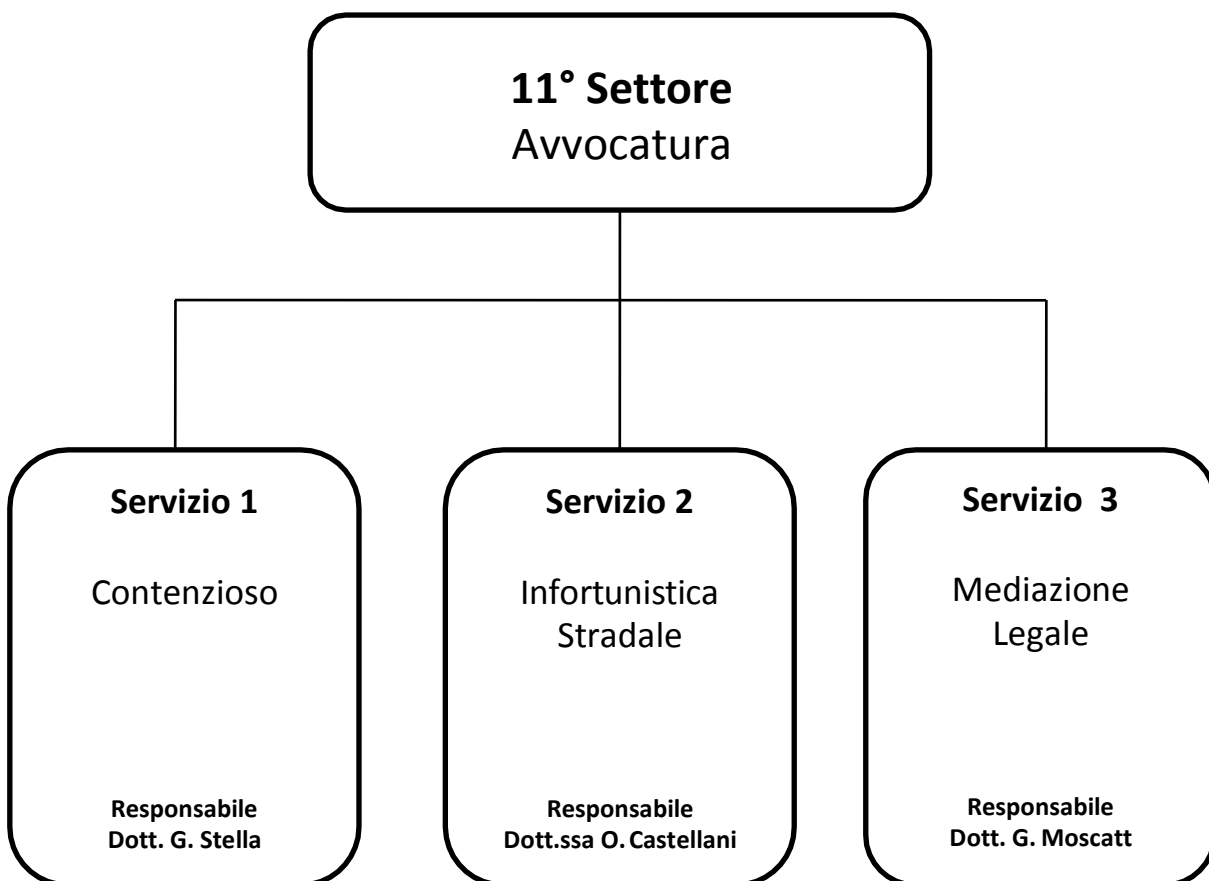 11° Settore
Avvocatura
Servizio 1
Contenzioso
Responsabile
Dott. G. Stella
Servizio 2
Infortunistica
Stradale
Responsabile
Dott.ssa O. Castellani
Servizio 3
Mediazione
Legale
Responsabile
Dott. G. Moscatt